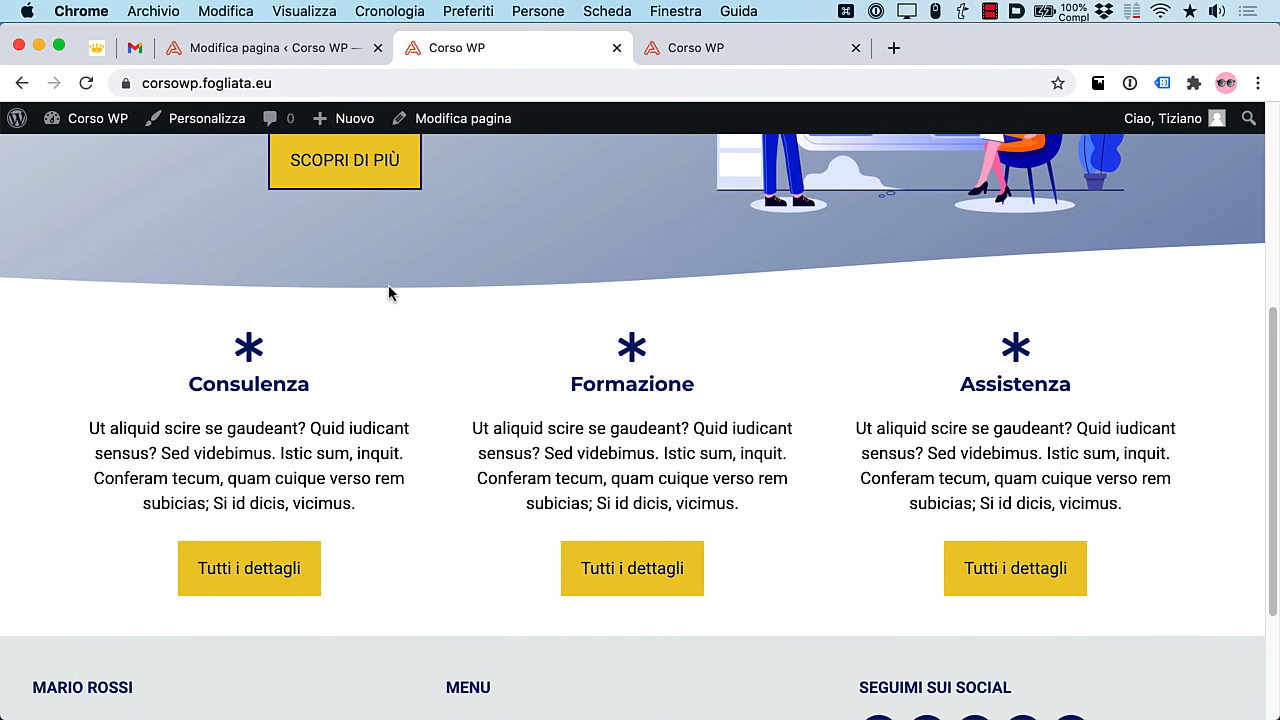 Chrome Archivio Modifica Visualizza Cronologia Preferiti Persone Scheda Finestra Guida 100% Compl
Modifica pagina ‹ Corso WP — Corso WP Corso WP
corsowp.fogliata.eu
Corso WP Personalizza 0 Nuovo Modifica pagina Ciao, Tiziano
SCOPRI DI PIÙ
Consulenza Formazione Assistenza
Ut aliquid scire se gaudeant? Quid iudicant Ut aliquid scire se gaudeant? Quid iudicant Ut aliquid scire se gaudeant? Quid iudicant
sensus? Sed videbimus. Istic sum, inquit. sensus? Sed videbimus. Istic sum, inquit. sensus? Sed videbimus. Istic sum, inquit.
Conferam tecum, quam cuique verso rem Conferam tecum, quam cuique verso rem Conferam tecum, quam cuique verso rem
subicias; Si id dicis, vicimus. subicias; Si id dicis, vicimus. subicias; Si id dicis, vicimus.
Tutti i dettagli Tutti i dettagli Tutti i dettagli
MARIO ROSSI MENU SEGUIMI SUI SOCIAL